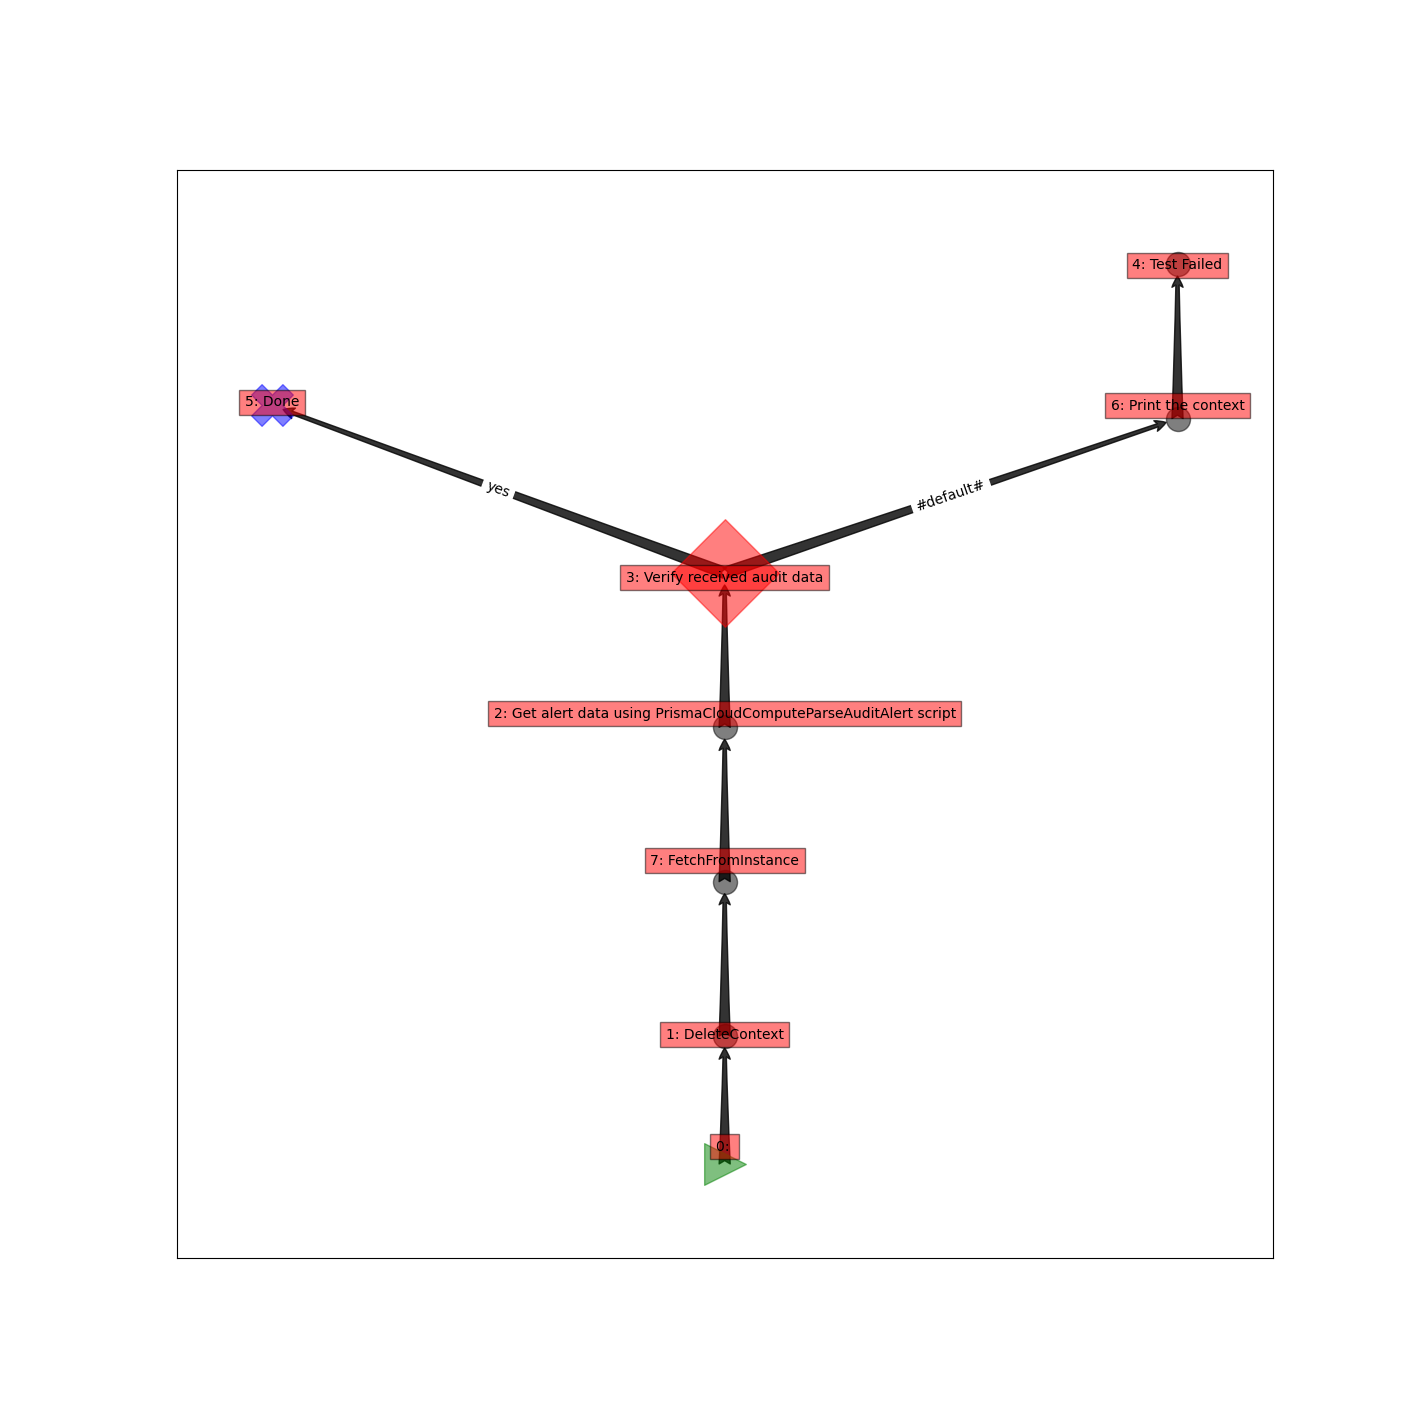 4: Test Failed
5: Done
6: Print the context
yes
#default#
3: Verify received audit data
2: Get alert data using PrismaCloudComputeParseAuditAlert script
7: FetchFromInstance
1: DeleteContext
0: